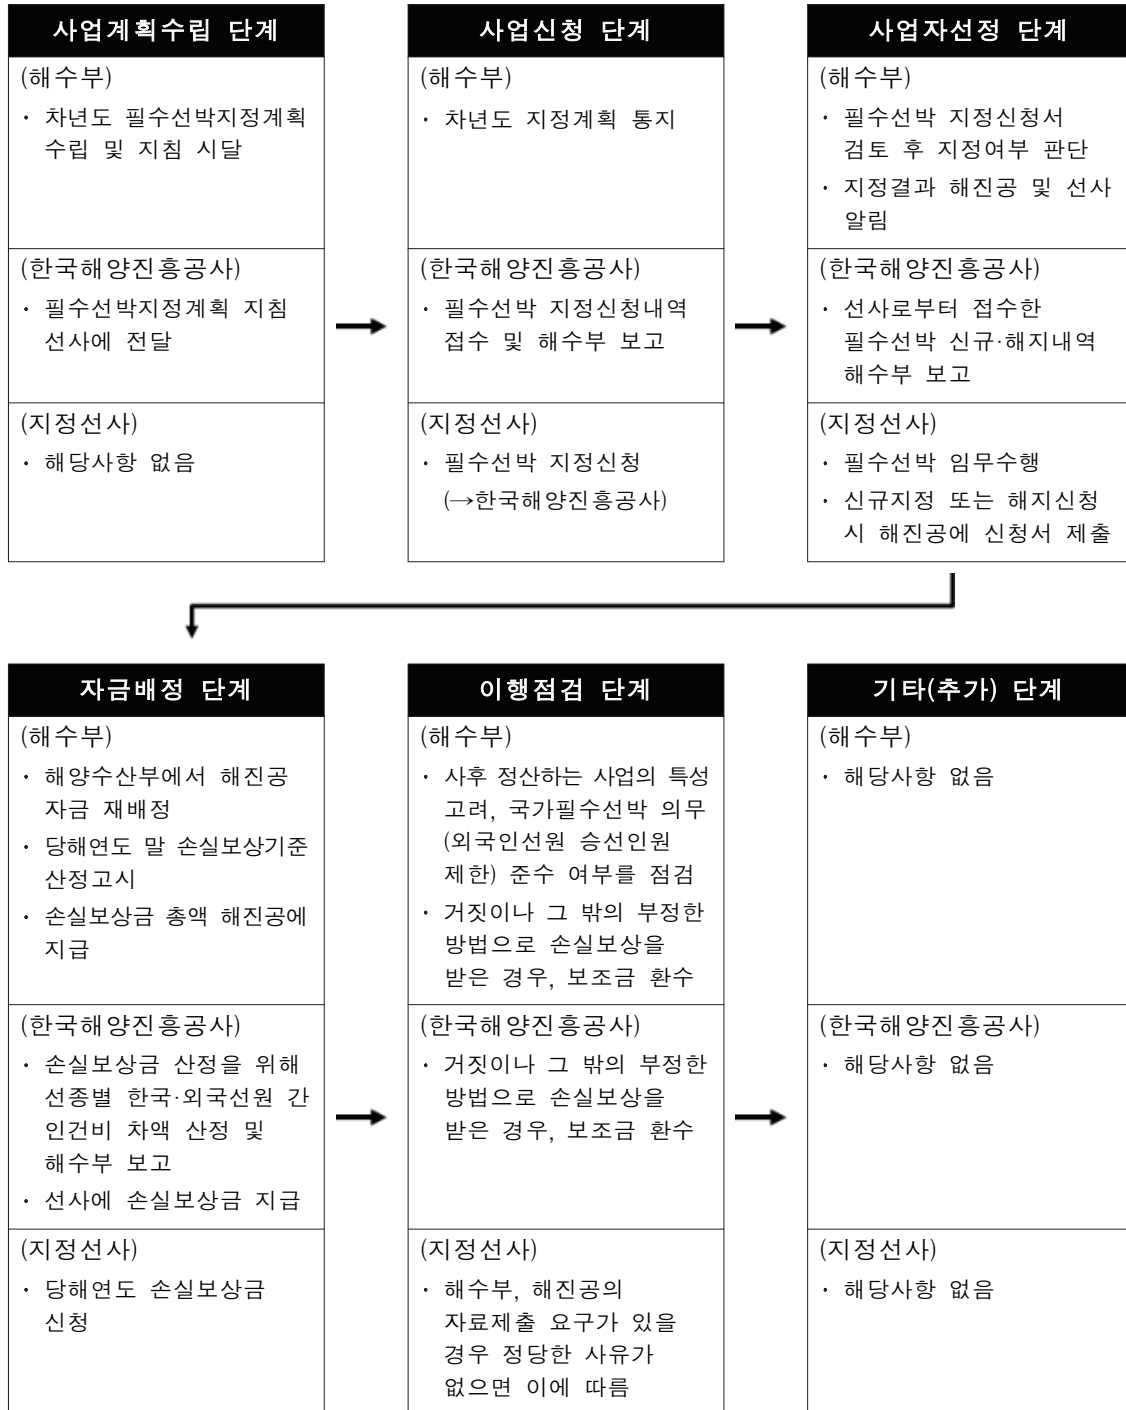 사업계획수립 단계
(해수부)
· 차년도 필수선박지정계획
수립 및 지침 시달
(한국해양진흥공사)
· 필수선박지정계획 지침
선사에 전달
(지정선사)
· 해당사항 없음
사업신청 단계
(해수부)
· 차년도 지정계획 통지
(한국해양진흥공사)
· 필수선박 지정신청내역
접수 및 해수부 보고
(지정선사)
· 필수선박 지정신청
(→한국해양진흥공사)
사업자선정 단계
(해수부)
· 필수선박 지정신청서
검토 후 지정여부 판단
· 지정결과 해진공 및 선사
알림
(한국해양진흥공사)
· 선사로부터 접수한
필수선박 신규·해지내역
해수부 보고
(지정선사)
· 필수선박 임무수행
· 신규지정 또는 해지신청
시 해진공에 신청서 제출
자금배정 단계
(해수부)
· 해양수산부에서 해진공
자금 재배정
· 당해연도 말 손실보상기준
산정고시
· 손실보상금 총액 해진공에
지급
(한국해양진흥공사)
· 손실보상금 산정을 위해
선종별 한국·외국선원 간
인건비 차액 산정 및
해수부 보고
· 선사에 손실보상금 지급
(지정선사)
· 당해연도 손실보상금
신청
이행점검 단계
(해수부)
· 사후 정산하는 사업의 특성
고려, 국가필수선박 의무
(외국인선원 승선인원
제한) 준수 여부를 점검
· 거짓이나 그 밖의 부정한
방법으로 손실보상을
받은 경우, 보조금 환수
(한국해양진흥공사)
· 거짓이나 그 밖의 부정한
방법으로 손실보상을
받은 경우, 보조금 환수
(지정선사)
· 해수부, 해진공의
자료제출 요구가 있을
경우 정당한 사유가
없으면 이에 따름
기타(추가) 단계
(해수부)
· 해당사항 없음
(한국해양진흥공사)
· 해당사항 없음
(지정선사)
· 해당사항 없음